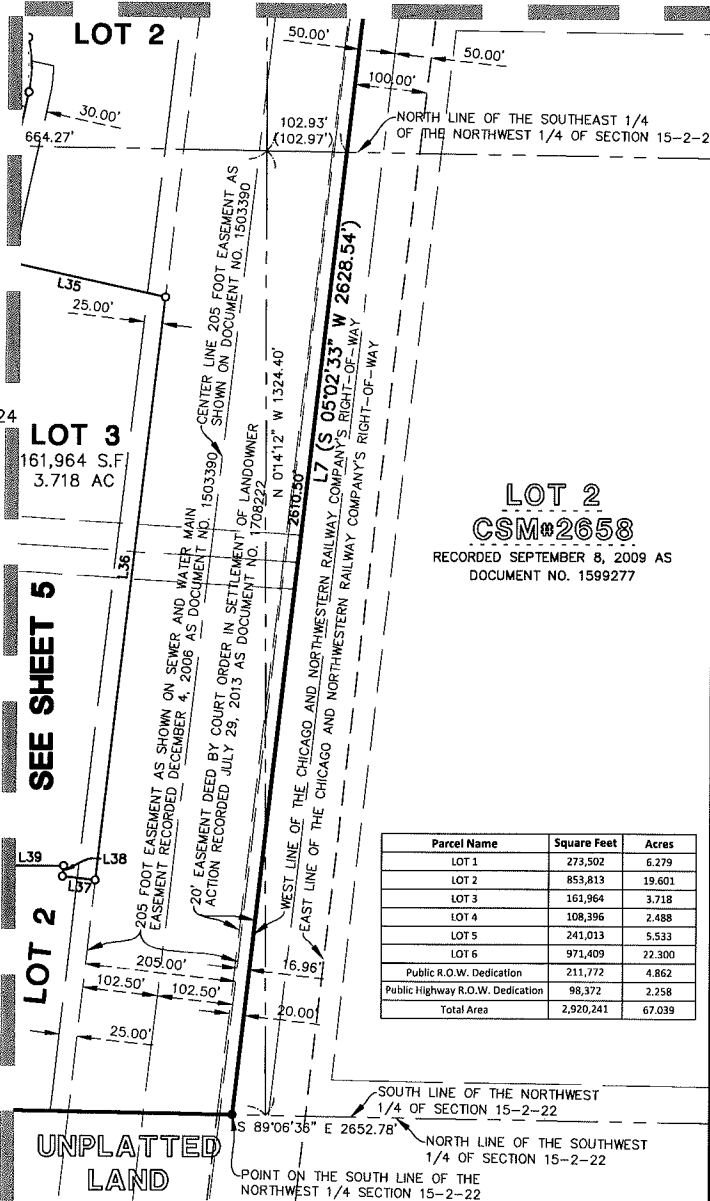 LOT 2
50.00'
50.00'
100.00'
30.00'
664.27'
102.93'
(102.97')
NORTH LINE OF THE SOUTHEAST 1/4
OF THE NORTHWEST 1/4 OF SECTION 15-2-2
L35
25.00'
CENTER LINE 205 FOOT EASEMENT AS
SHOWN ON DOCUMENT NO. 1503390
N 0°14'12" W 1324.40'
L7 (S 05°02'33" W 2628.54')
2610.50'
24
LOT 3
161,964 S.F.
3.718 AC
L36
LOT 2
CSM#2658
RECORDED SEPTEMBER 8, 2009 AS
DOCUMENT NO. 1599277
SEE SHEET 5
205 FOOT EASEMENT AS SHOWN ON SEWER AND WATER MAIN
EASEMENT RECORDED DECEMBER 4, 2006 AS DOCUMENT NO. 1503390
20' EASEMENT DEED BY COURT ORDER IN SETTLEMENT OF LANDOWNER
ACTION RECORDED JULY 29, 2013 AS DOCUMENT NO. 1708222
WEST LINE OF THE CHICAGO AND NORTHWESTERN RAILWAY COMPANY'S RIGHT-OF-WAY
EAST LINE OF THE CHICAGO AND NORTHWESTERN RAILWAY COMPANY'S RIGHT-OF-WAY
L39
L38
L37
LOT 2
205.00'
16.96'
102.50'
102.50'
20.00'
25.00'
Parcel Name Square Feet Acres
LOT 1 273,502 6.279
LOT 2 853,813 19.601
LOT 3 161,964 3.718
LOT 4 108,396 2.488
LOT 5 241,013 5.533
LOT 6 971,409 22.300
Public R.O.W. Dedication 211,772 4.862
Public Highway R.O.W. Dedication 98,372 2.258
Total Area 2,920,241 67.039
SOUTH LINE OF THE NORTHWEST
1/4 OF SECTION 15-2-22
S 89°06'36" E 2652.78'
NORTH LINE OF THE SOUTHWEST
1/4 OF SECTION 15-2-22
UNPLATTED
LAND
POINT ON THE SOUTH LINE OF THE
NORTHWEST 1/4 SECTION 15-2-22